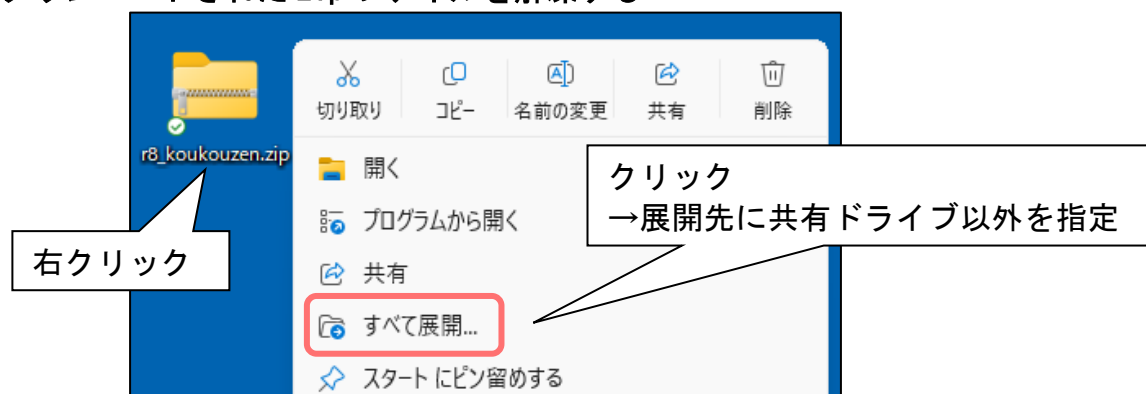 切り取り
コピー
名前の変更
共有
削除
r8_koukouzen.zip
開く
クリック
→展開先に共有ドライブ以外を指定
プログラムから開く
右クリック
共有
すべて展開...
スタート にピン留めする